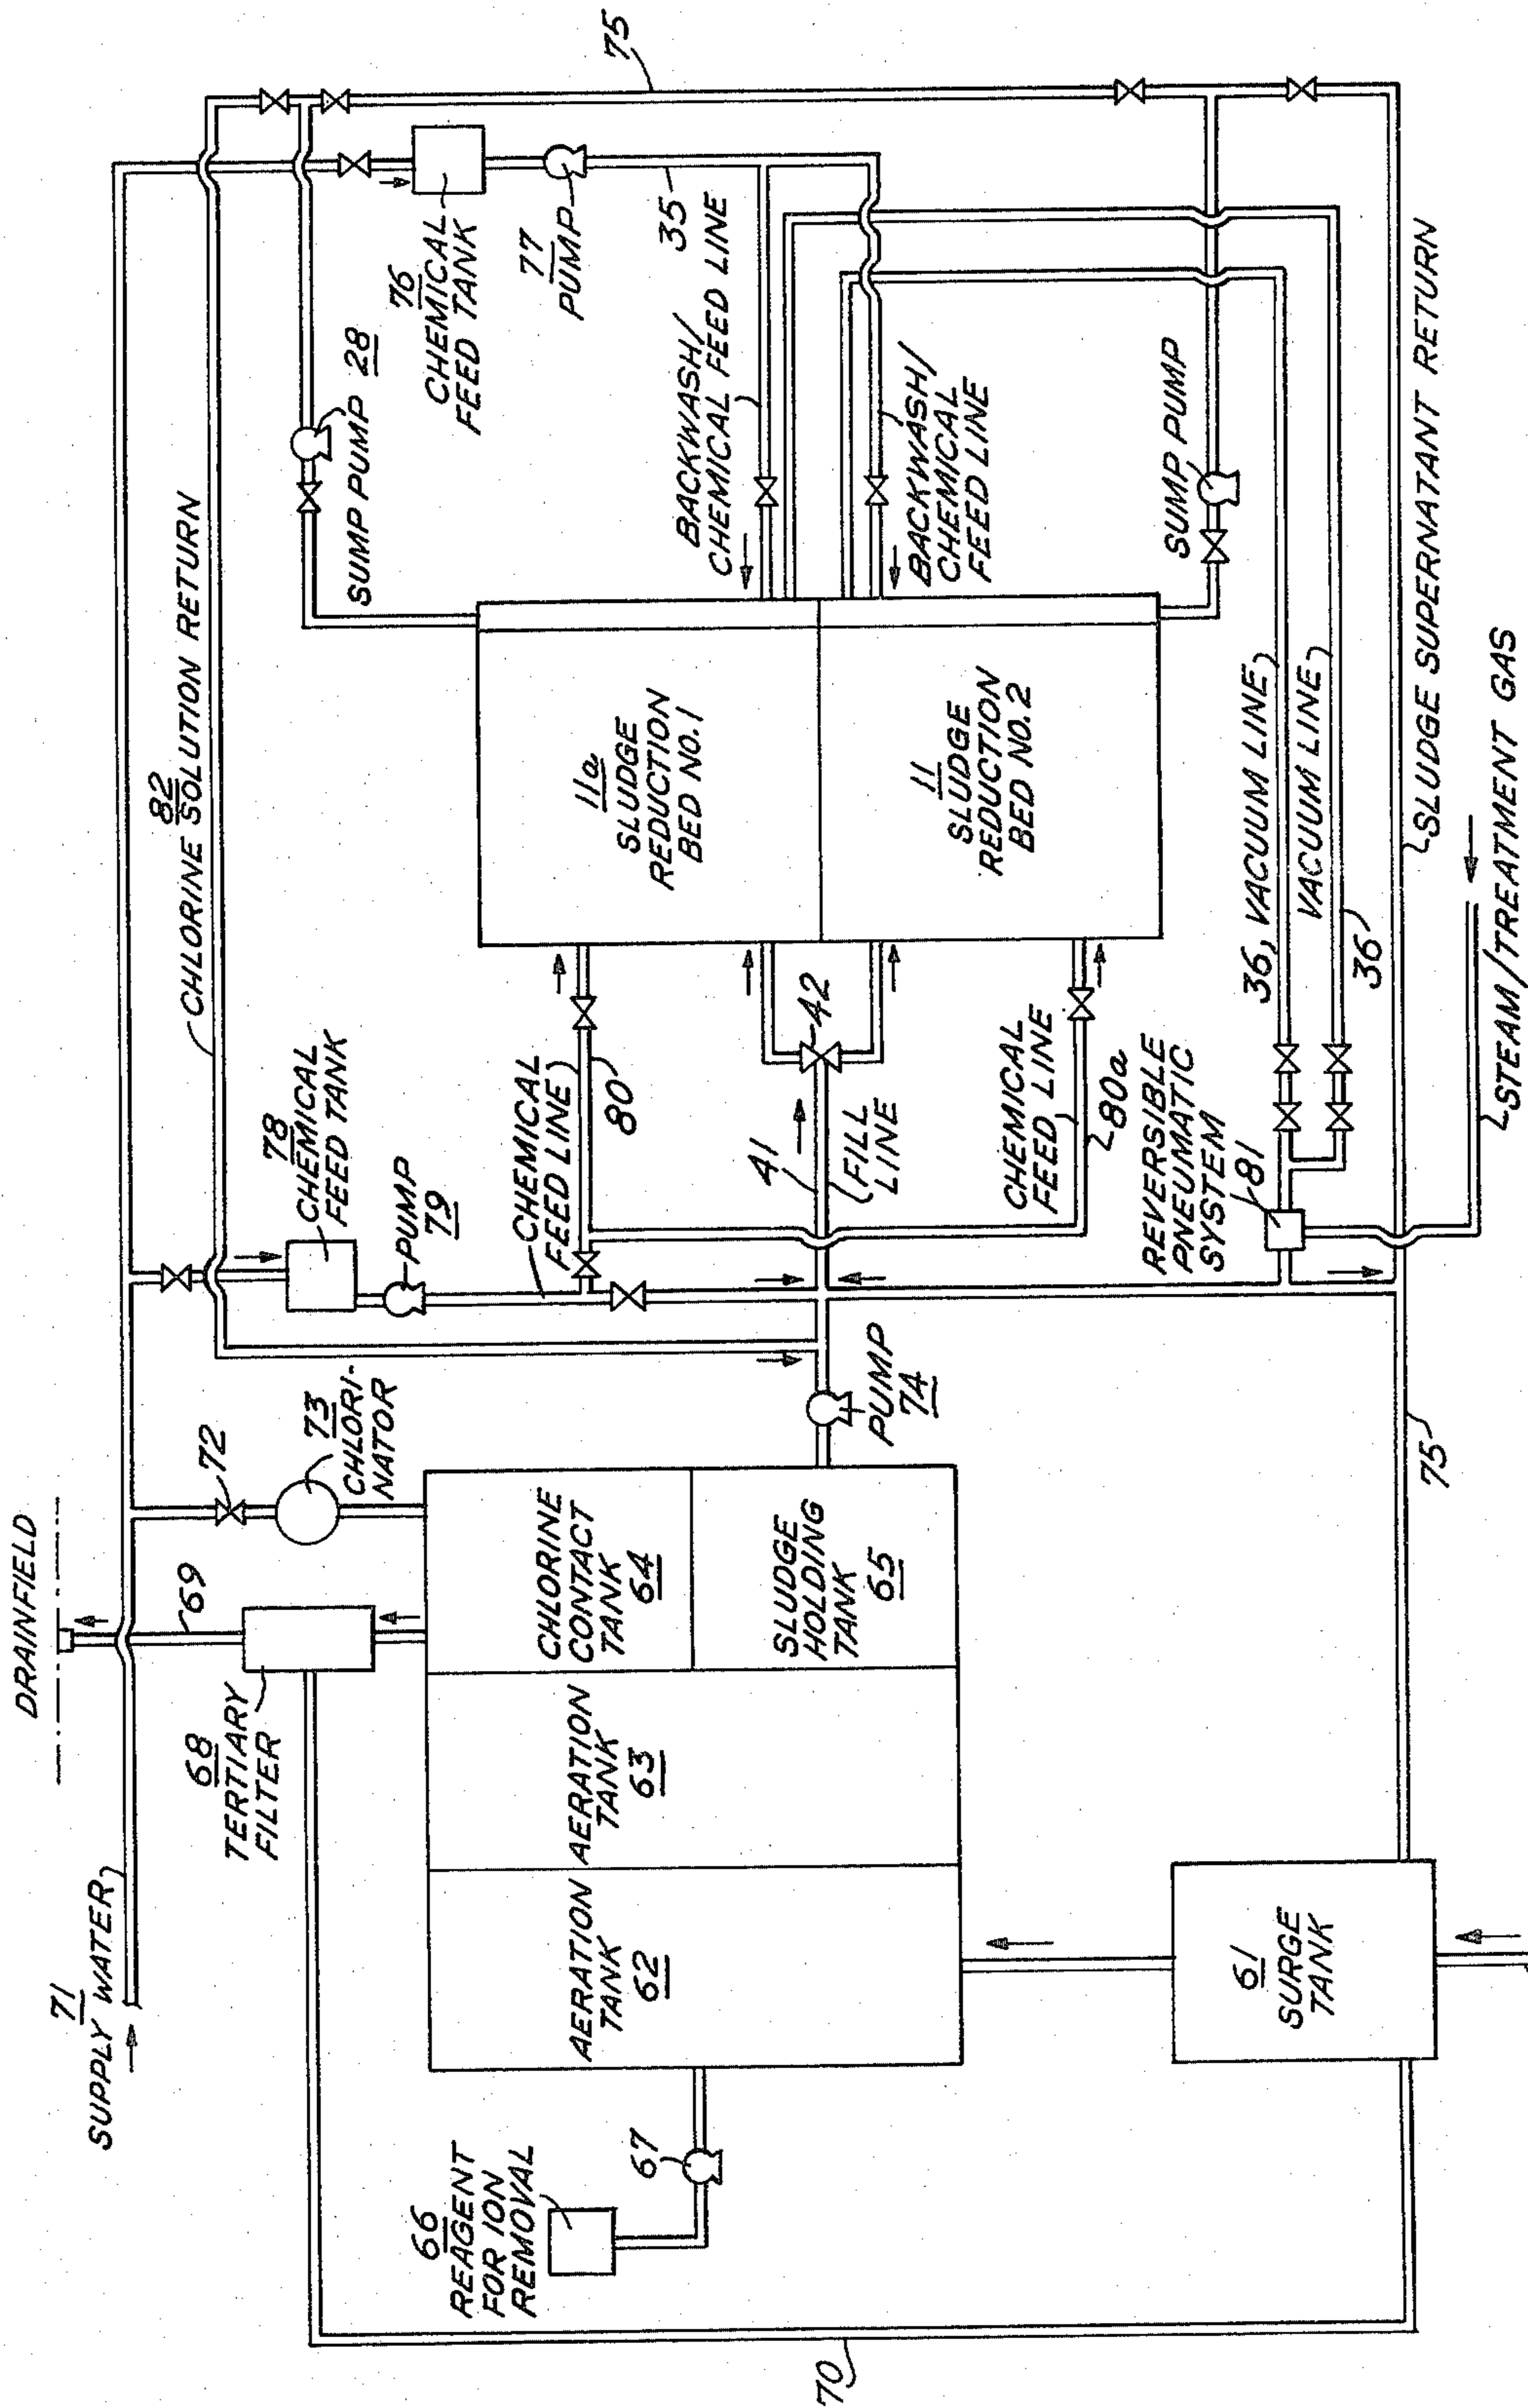 DRAINFIELD
71
SUPPLY WATER
69
68
TERTIARY
FILTER
72
73
CHLORI-
NATOR
66
REAGENT
FOR ION
REMOVAL
67
AERATION
TANK
62
AERATION
TANK
63
CHLORINE
CONTACT
TANK
64
SLUDGE
HOLDING
TANK
65
61
SURGE
TANK
70
75
PUMP
74
78
CHEMICAL
FEED TANK
PUMP
79
82
CHLORINE SOLUTION RETURN
CHEMICAL
FEED LINE
80
41
FILL
LINE
42
CHEMICAL
FEED LINE
80a
REVERSIBLE
PNEUMATIC
SYSTEM
81
11a
SLUDGE
REDUCTION
BED NO.1
11
SLUDGE
REDUCTION
BED NO.2
SUMP PUMP 28
76
CHEMICAL
FEED TANK
77
PUMP
35
BACKWASH/
CHEMICAL FEED LINE
BACKWASH/
CHEMICAL
FEED LINE
SUMP PUMP
75
36, VACUUM LINE
VACUUM LINE
36
SLUDGE SUPERNATANT RETURN
STEAM/TREATMENT GAS